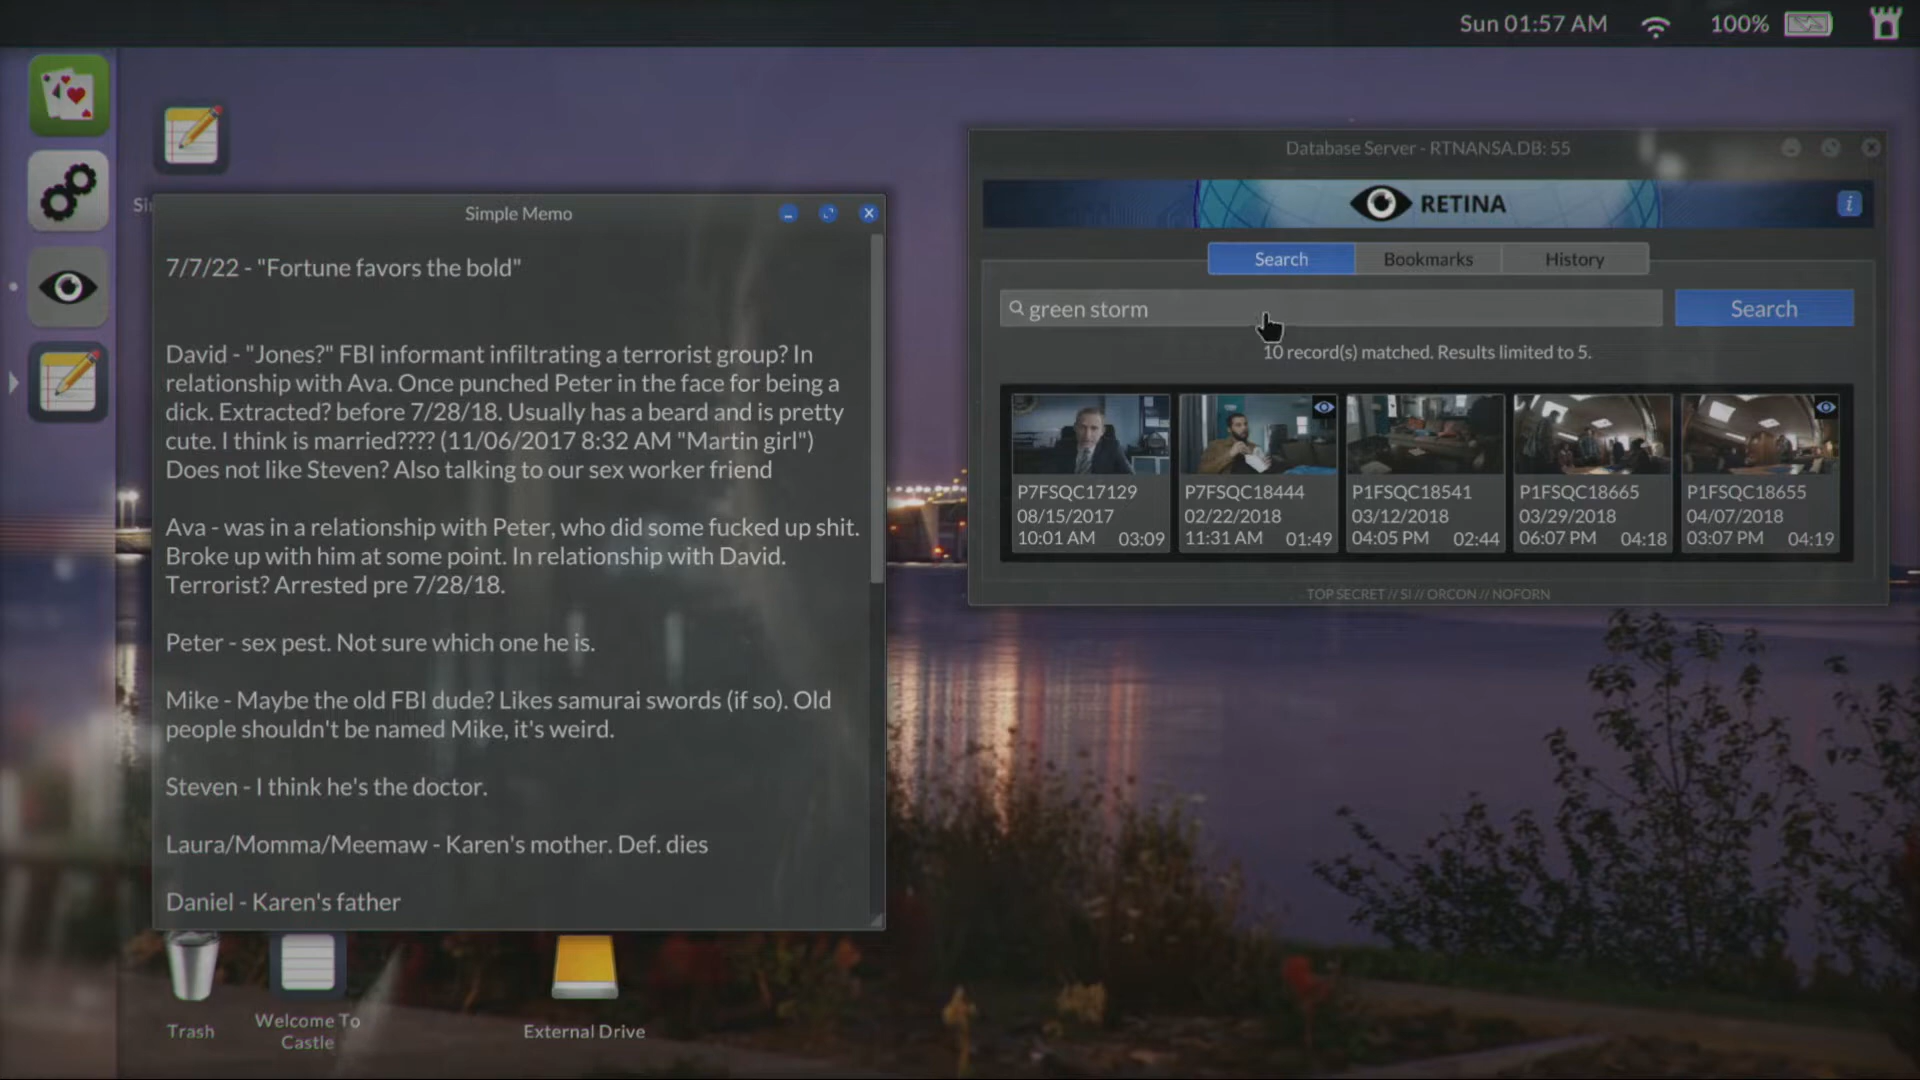 Sun 01:57 AM
100%
Si
Simple Memo
7/7/22 - "Fortune favors the bold"
David - "Jones?" FBI informant infiltrating a terrorist group? In
relationship with Ava. Once punched Peter in the face for being a
dick. Extracted? before 7/28/18. Usually has a beard and is pretty
cute. I think is married???? (11/06/2017 8:32 AM "Martin girl")
Does not like Steven? Also talking to our sex worker friend
Ava - was in a relationship with Peter, who did some fucked up shit.
Broke up with him at some point. In relationship with David.
Terrorist? Arrested pre 7/28/18.
Peter - sex pest. Not sure which one he is.
Mike - Maybe the old FBI dude? Likes samurai swords (if so). Old
people shouldn't be named Mike, it's weird.
Steven - I think he's the doctor.
Laura/Momma/Meemaw - Karen's mother. Def. dies
Daniel - Karen's father
Database Server - RTNANSA.DB: 55
RETINA
i
Search Bookmarks History
green storm
Search
10 record(s) matched. Results limited to 5.
P7FSQC17129
08/15/2017
10:01 AM 03:09
P7FSQC18444
02/22/2018
11:31 AM 01:49
P1FSQC18541
03/12/2018
04:05 PM 02:44
P1FSQC18665
03/29/2018
06:07 PM 04:18
P1FSQC18655
04/07/2018
03:07 PM 04:19
TOP SECRET // SI // ORCON // NOFORN
Trash
Welcome To
Castle
External Drive